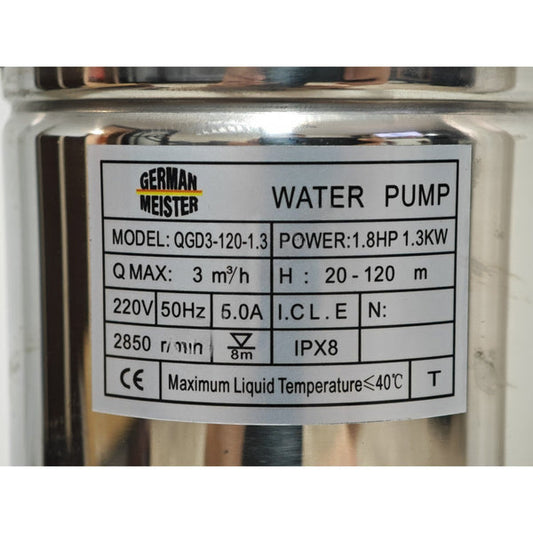 GERMAN
MEISTER
WATER PUMP
MODEL: QGD3-120-1.3 POWER:1.8HP 1.3KW
Q MAX: 3 m³/h H : 20-120 m
220V 50Hz 5.0A I.CL.E N:
2850 r/min 8m IPX8
CE Maximum Liquid Temperature≤40℃ T